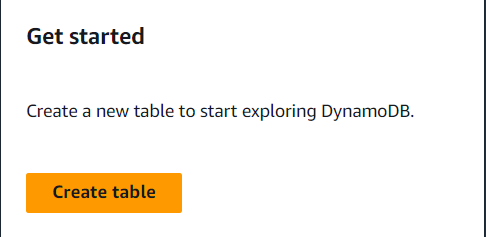 Get started
Create a new table to start exploring DynamoDB.
Create table